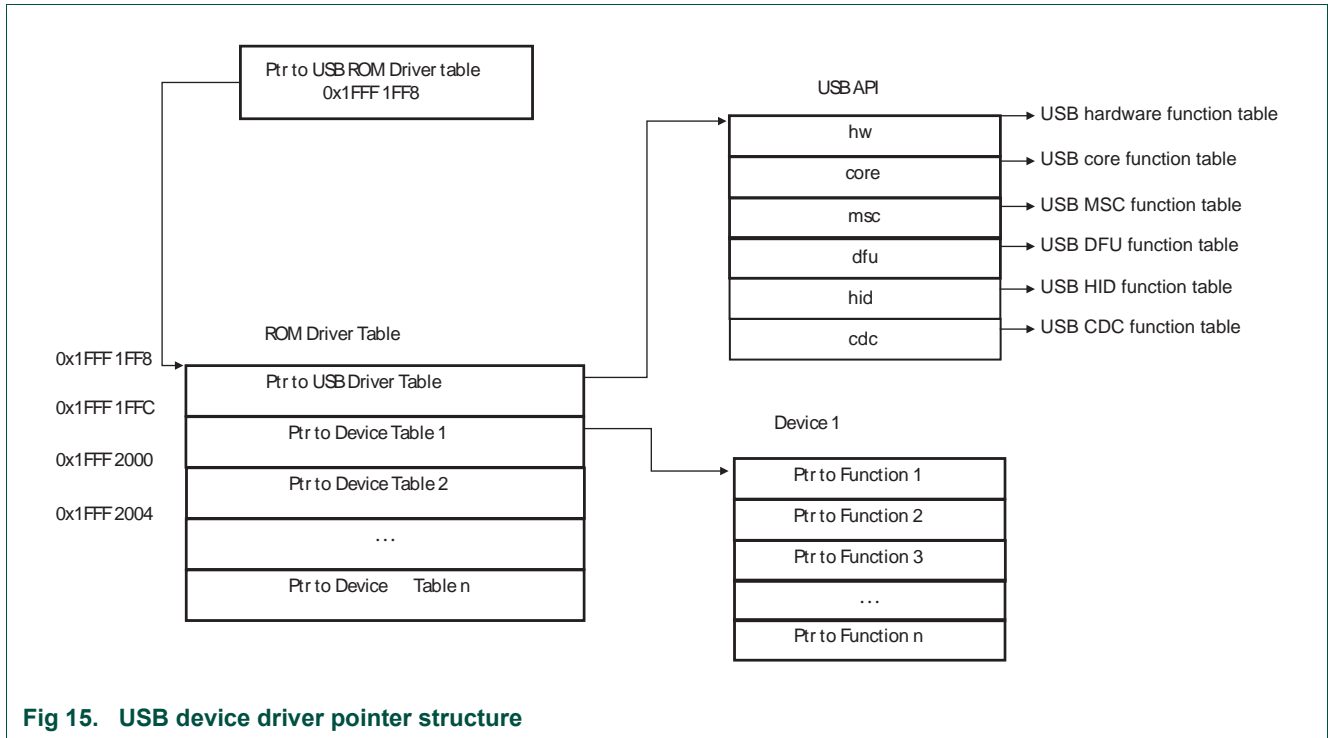 Ptr to USB ROM Driver table
0x1FFF 1FF8
USB API
hw
USB hardware function table
core
USB core function table
msc
USB MSC function table
dfu
USB DFU function table
hid
USB HID function table
cdc
USB CDC function table
ROM Driver Table
0x1FFF 1FF8
Ptr to USB Driver Table
0x1FFF 1FFC
Ptr to Device Table 1
0x1FFF 2000
Ptr to Device Table 2
0x1FFF 2004
...
Ptr to Device Table n
Device 1
Ptr to Function 1
Ptr to Function 2
Ptr to Function 3
...
Ptr to Function n
Fig 15. USB device driver pointer structure